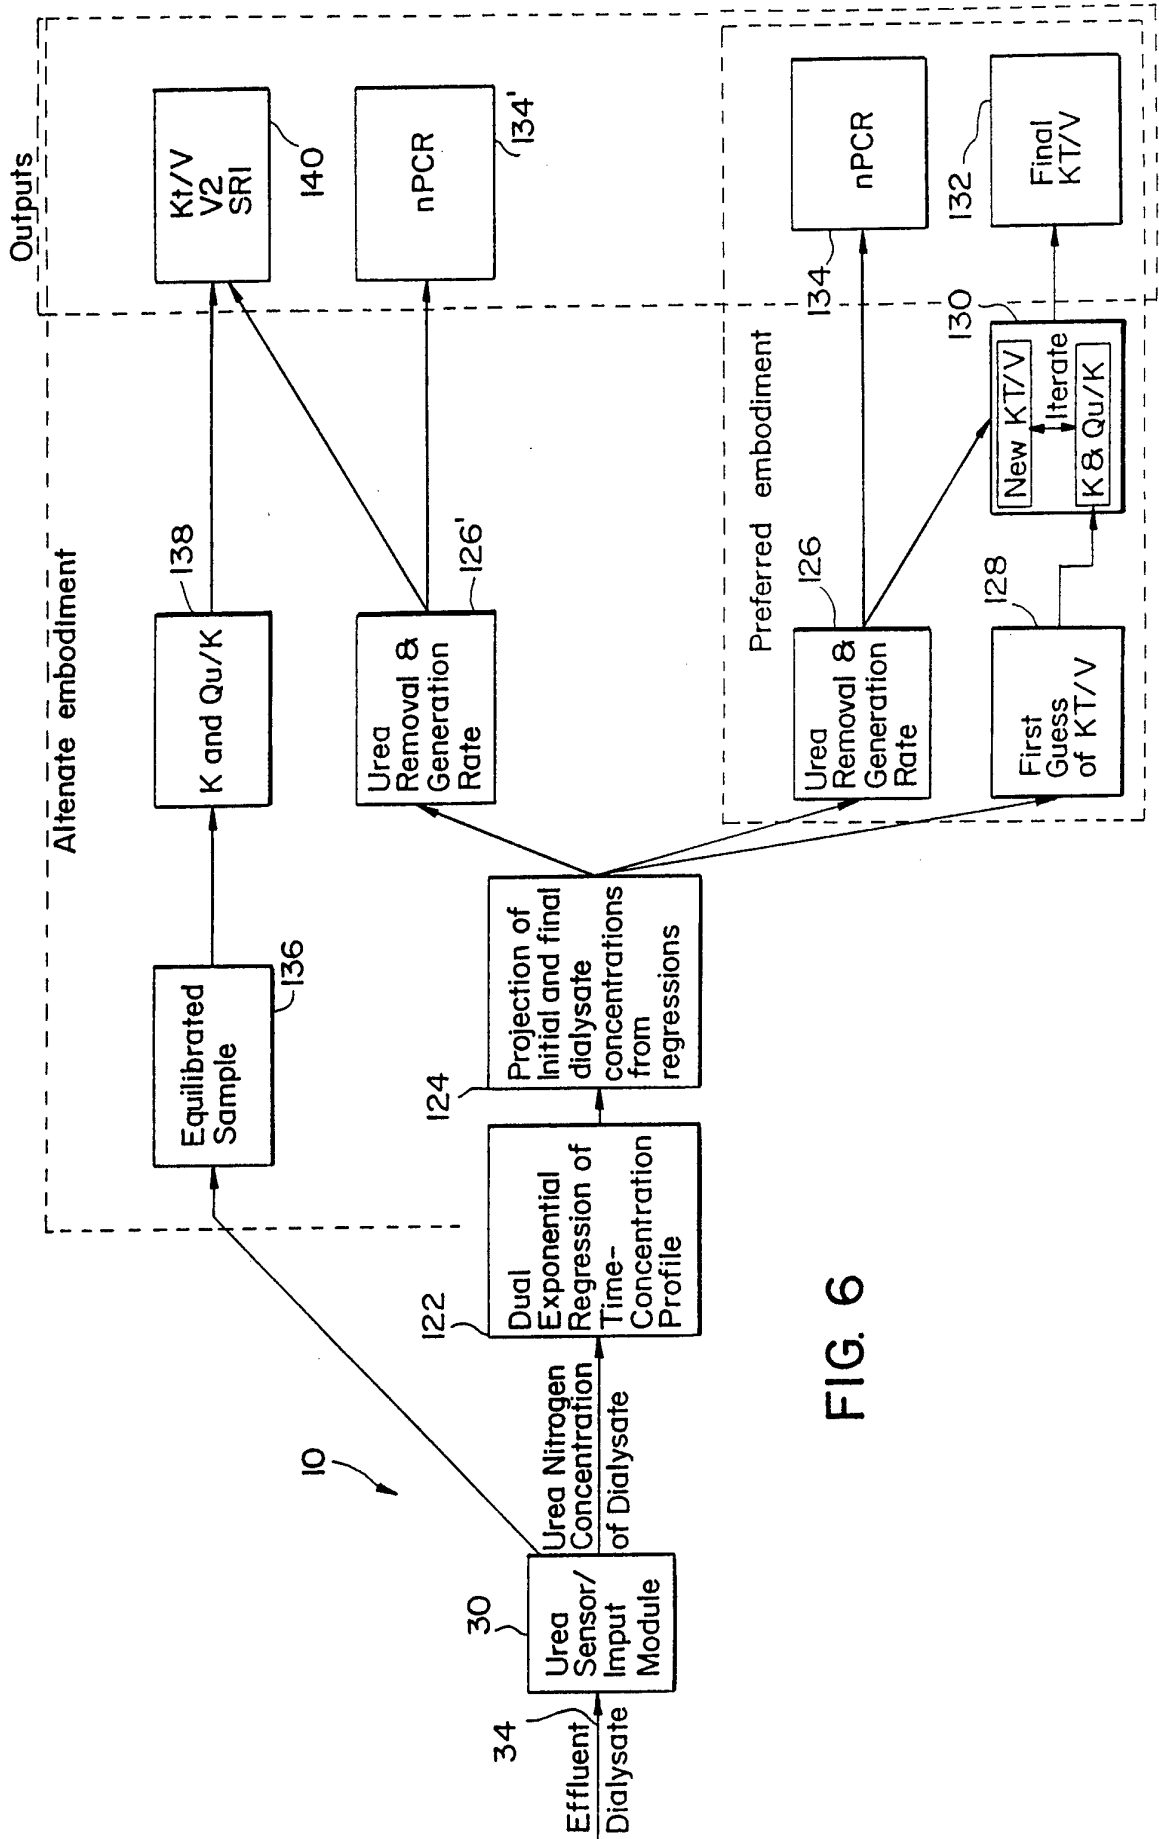 Outputs
Altenate embodiment
Kt/V
V2
SRI
140
nPCR
134'
138
K and Qu/K
126'
Urea
Removal &
Generation
Rate
136
Equilibrated
Sample
Preferred embodiment
134
nPCR
132
Final
KT/V
130
New KT/V
Iterate
K & Qu/K
126
Urea
Removal &
Generation
Rate
128
First
Guess
of KT/V
124
Projection of
Initial and final
dialysate
concentrations
from
regressions
122
Dual
Exponential
Regression of
Time-
Concentration
Profile
10
Urea Nitrogen
Concentration
of Dialysate
30
Urea
Sensor/
Imput
Module
34
Effluent
Dialysate
FIG. 6